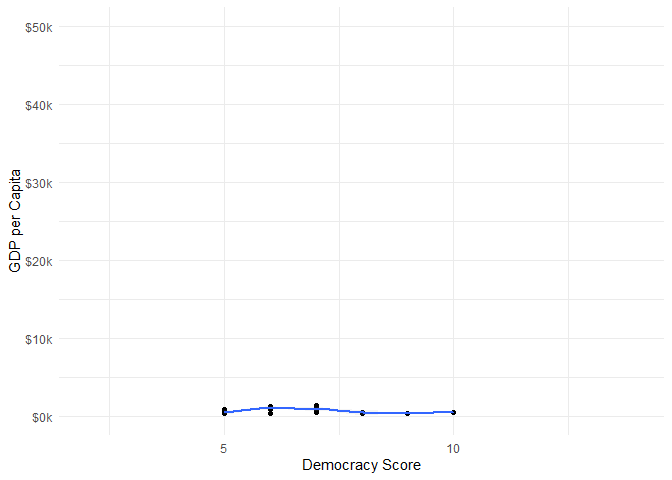 $50k
$40k
$30k
$20k
$10k
$0k
GDP per Capita
5
10
Democracy Score